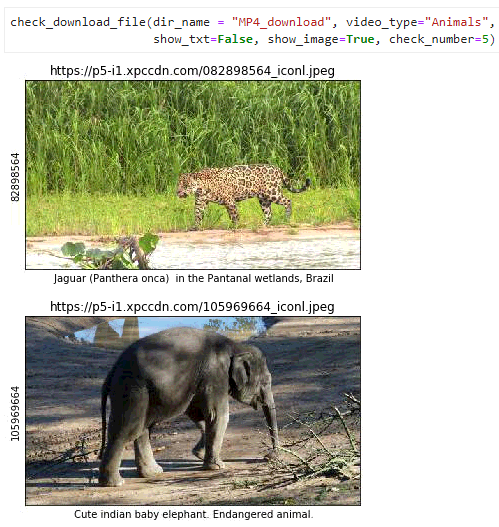 check_download_file(dir_name = "MP4_download", video_type="Animals",
show_txt=False, show_image=True, check_number=5)
https://p5-i1.xpccdn.com/082898564_iconl.jpeg
82898564
Jaguar (Panthera onca)  in the Pantanal wetlands, Brazil
https://p5-i1.xpccdn.com/105969664_iconl.jpeg
105969664
Cute indian baby elephant. Endangered animal.